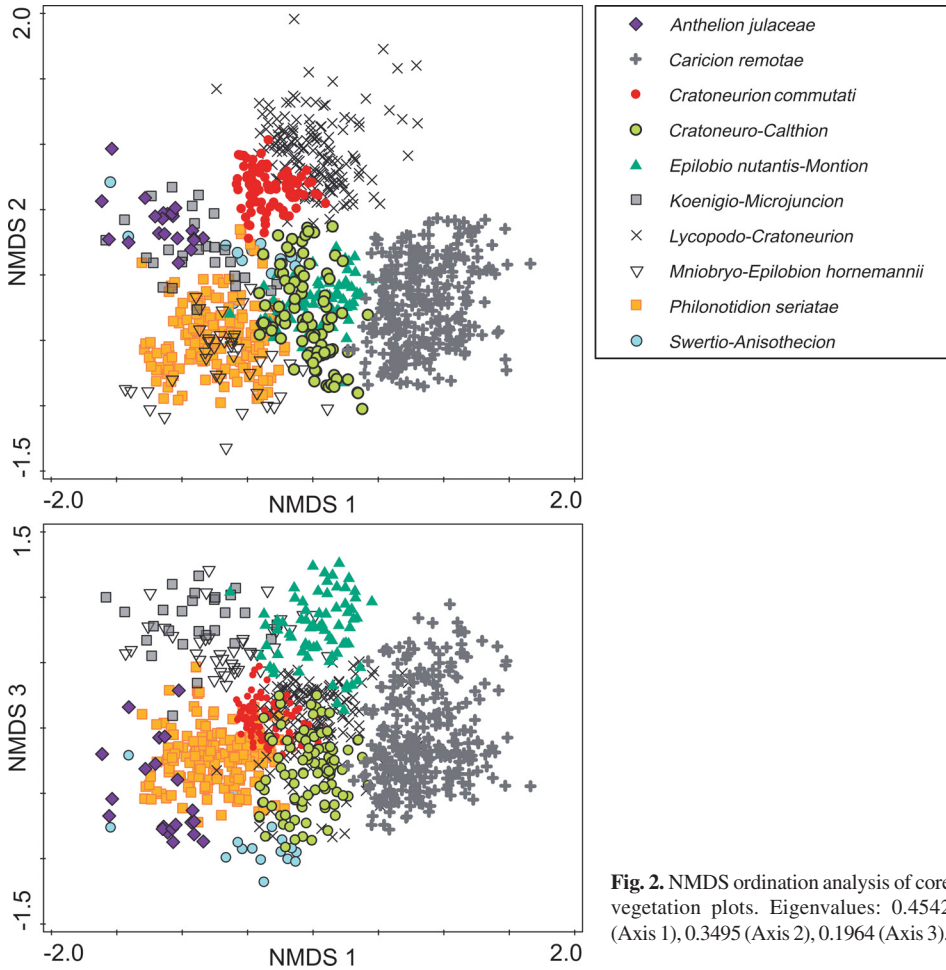 2.0
NMDS 2
-1.5
-2.0
NMDS 1
2.0
Anthelion julaceae
Caricion remotae
Cratoneurion commutati
Cratoneuro-Calthion
Epilobio nutantis-Montion
Koenigio-Microjuncion
Lycopodo-Cratoneurion
Mniobryo-Epilobion hornemannii
Philonotidion seriatae
Swertio-Anisothecion
1.5
NMDS 3
-1.5
-2.0
NMDS 1
2.0
Fig. 2. NMDS ordination analysis of core
vegetation plots. Eigenvalues: 0.4542
(Axis 1), 0.3495 (Axis 2), 0.1964 (Axis 3).